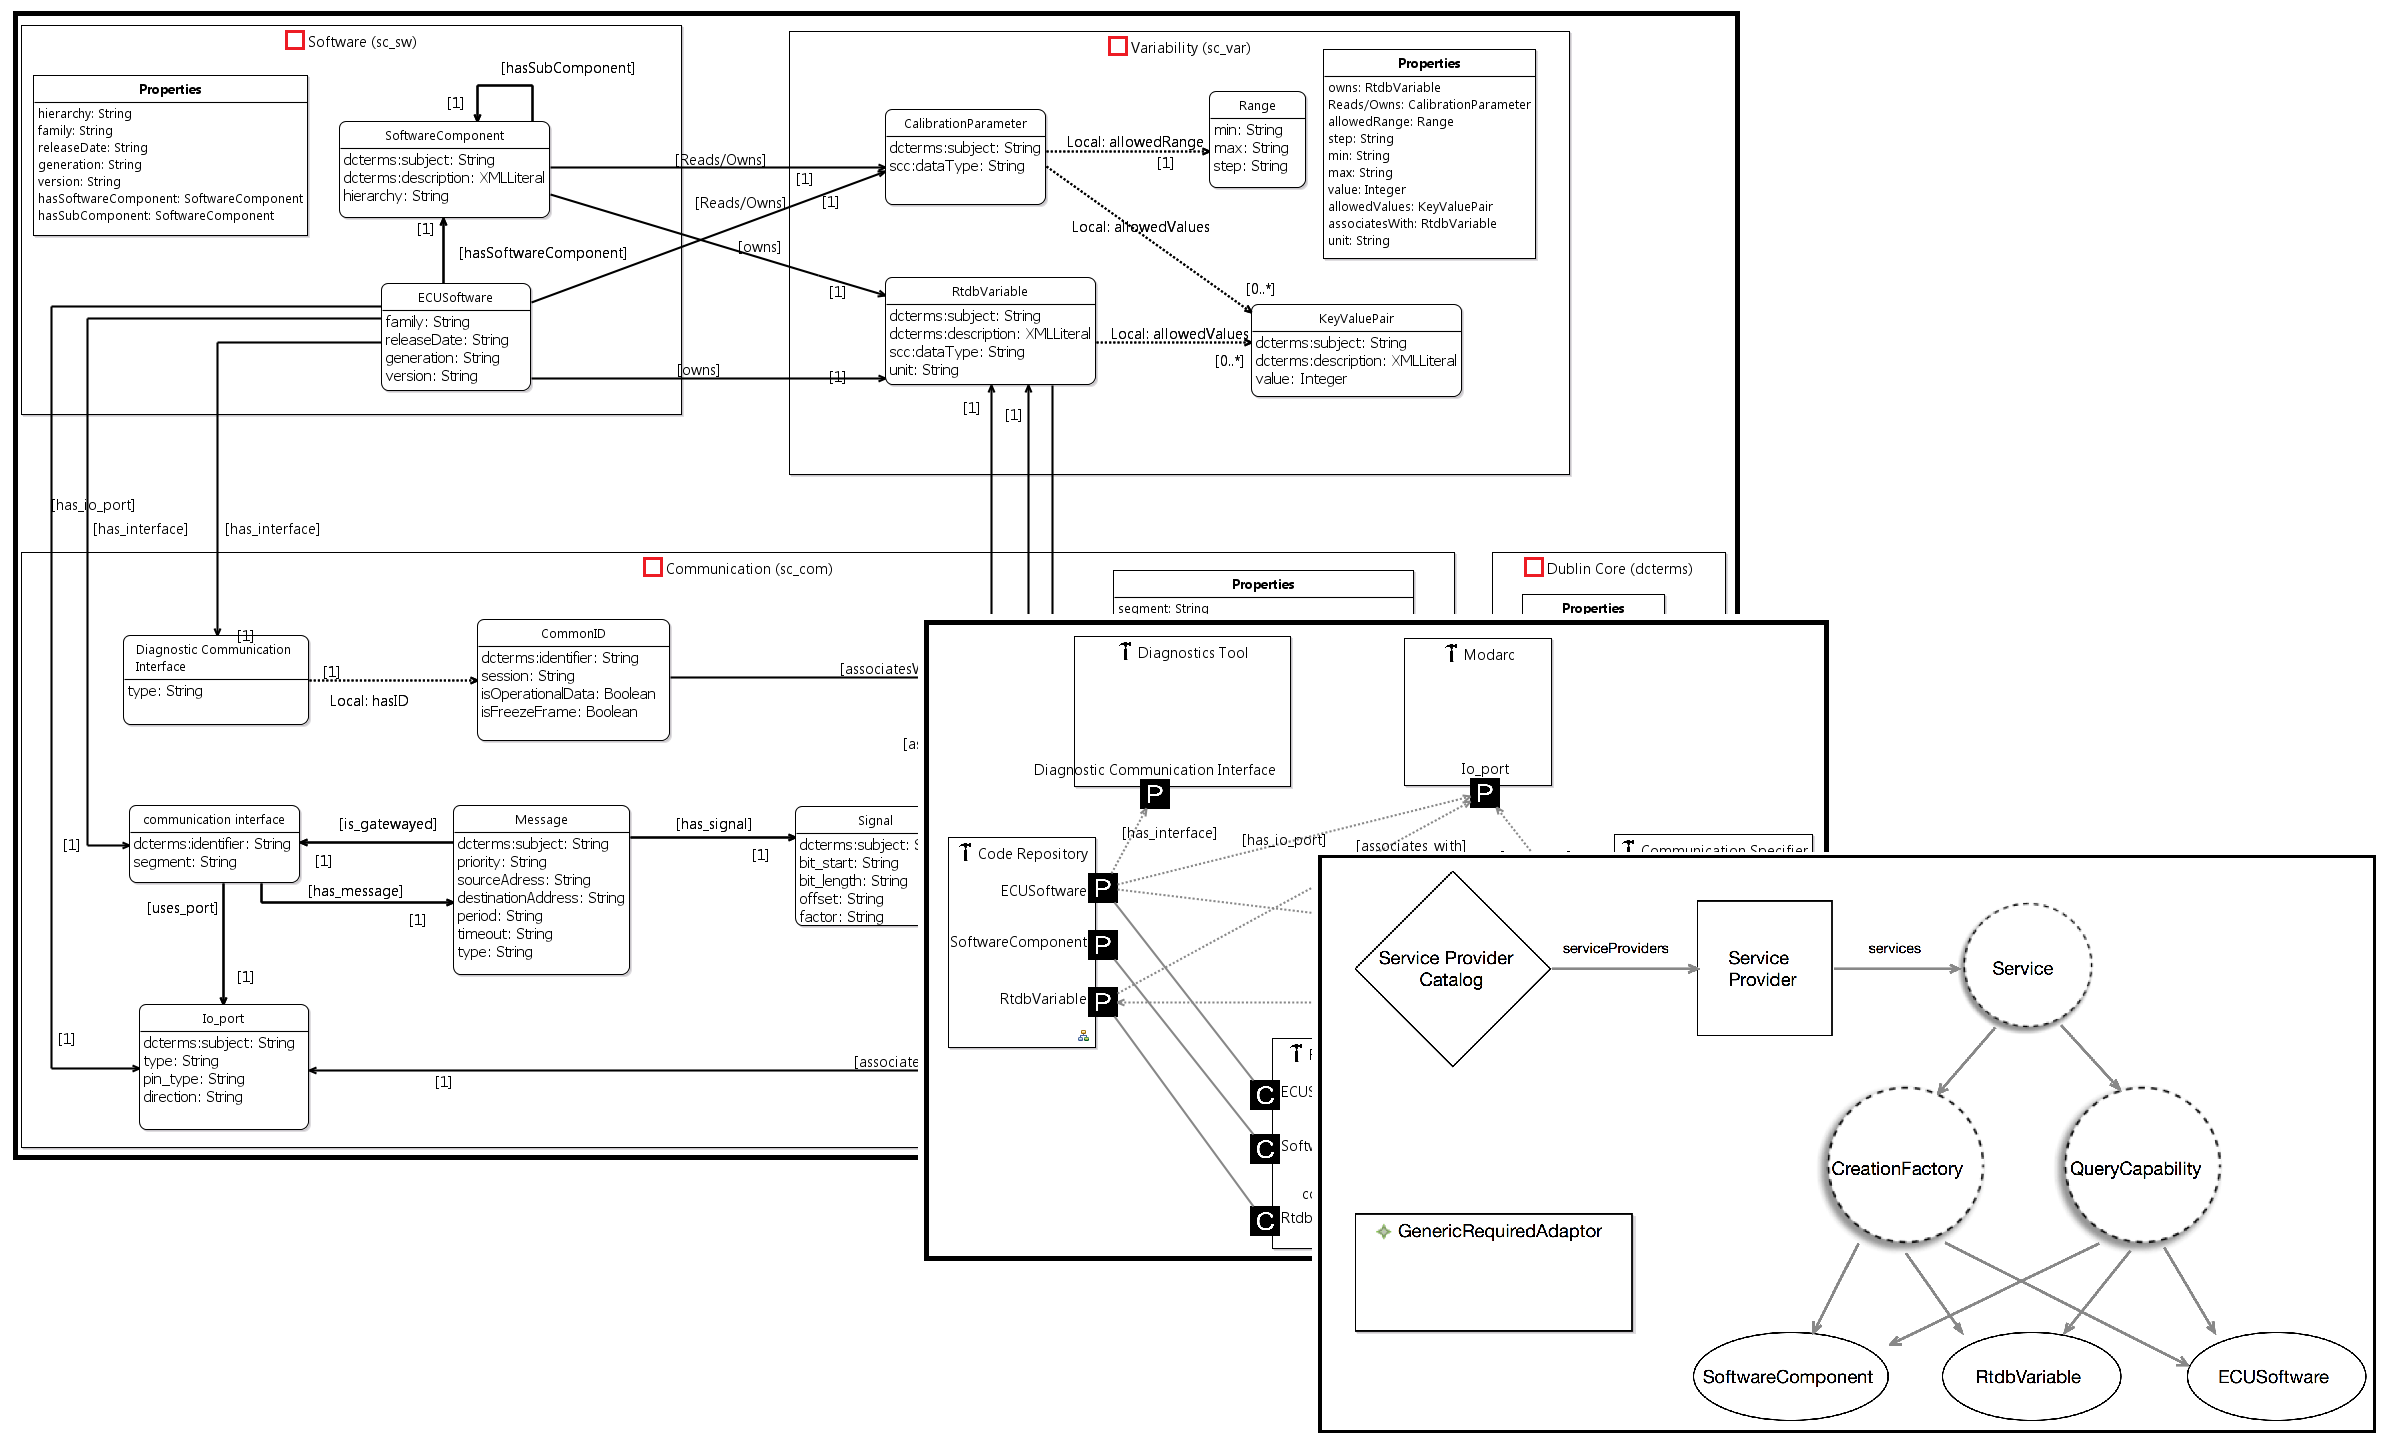 Software (sc_sw)
Properties
hierarchy: String
family: String
releaseDate: String
generation: String
version: String
hasSoftwareComponent: SoftwareComponent
hasSubComponent: SoftwareComponent
[hasSubComponent]
[1]
SoftwareComponent
dcterms:subject: String
dcterms:description: XMLLiteral
hierarchy: String
[1]
[hasSoftwareComponent]
ECUSoftware
family: String
releaseDate: String
generation: String
version: String
[Reads/Owns]
[1]
[Reads/Owns]
[1]
[owns]
[1]
[owns]
[1]
Variability (sc_var)
CalibrationParameter
dcterms:subject: String
scc:dataType: String
Local: allowedRange
[1]
Range
min: String
max: String
step: String
Properties
owns: RtdbVariable
Reads/Owns: CalibrationParameter
allowedRange: Range
step: String
min: String
max: String
value: Integer
allowedValues: KeyValuePair
associatesWith: RtdbVariable
unit: String
Local: allowedValues
[0..*]
RtdbVariable
dcterms:subject: String
dcterms:description: XMLLiteral
scc:dataType: String
unit: String
Local: allowedValues
[0..*]
KeyValuePair
dcterms:subject: String
dcterms:description: XMLLiteral
value: Integer
[1]
[1]
[has_io_port]
[has_interface]
[has_interface]
Communication (sc_com)
Properties
segment: String
Dublin Core (dcterms)
Properties
[1]
Diagnostic Communication
Interface
type: String
[1]
Local: hasID
CommonID
dcterms:identifier: String
session: String
isOperationalData: Boolean
isFreezeFrame: Boolean
[1]
communication interface
dcterms:identifier: String
segment: String
[is_gatewayed]
[1]
[has_message]
[1]
Message
dcterms:subject: String
priority: String
sourceAdress: String
destinationAddress: String
period: String
timeout: String
type: String
[has_signal]
[1]
Signal
dcterms:subject:
bit_start: String
bit_length: String
offset: String
factor: String
[uses_port]
[1]
[1]
Io_port
dcterms:subject: String
type: String
pin_type: String
direction: String
[1]
Diagnostics Tool
Diagnostic Communication Interface
P
Modarc
Io_port
P
[has_interface]
[has_io-port]
[associates_with]
Communication Specifier
Code Repository
ECUSoftware
P
SoftwareComponent
P
RtdbVariable
P
C
C
C
Service Provider
Catalog
serviceProviders
Service
Provider
services
Service
CreationFactory
QueryCapability
GenericRequiredAdaptor
SoftwareComponent
RtdbVariable
ECUSoftware